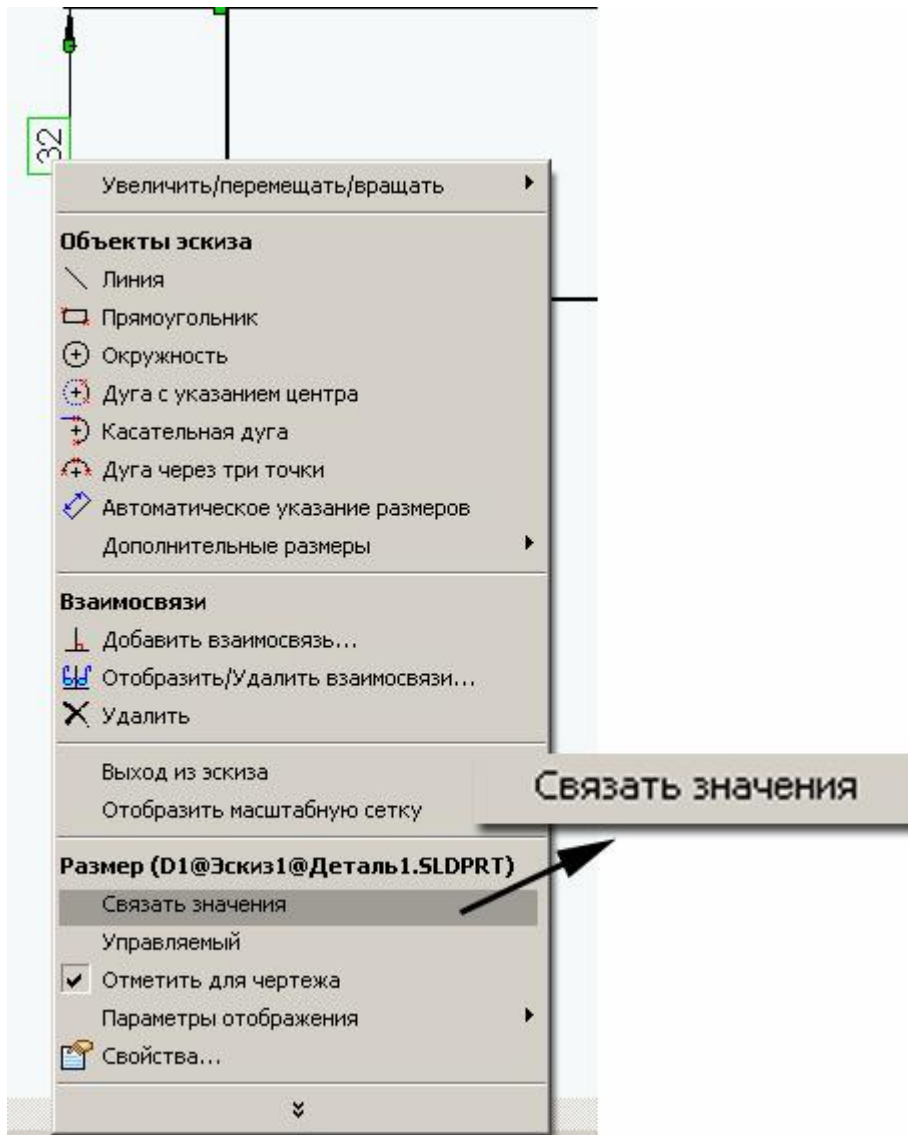 32
Увеличить/перемещать/вращать
Объекты эскиза
Линия
Прямоугольник
Окружность
Дуга с указанием центра
Касательная дуга
Дуга через три точки
Автоматическое указание размеров
Дополнительные размеры
Взаимосвязи
Добавить взаимосвязь...
Отобразить/Удалить взаимосвязи...
Удалить
Выход из эскиза
Связать значения
Отобразить масштабную сетку
Размер (D1@Эскиз1@Деталь1.SLDPRT)
Связать значения
Управляемый
Отметить для чертежа
Параметры отображения
Свойства...